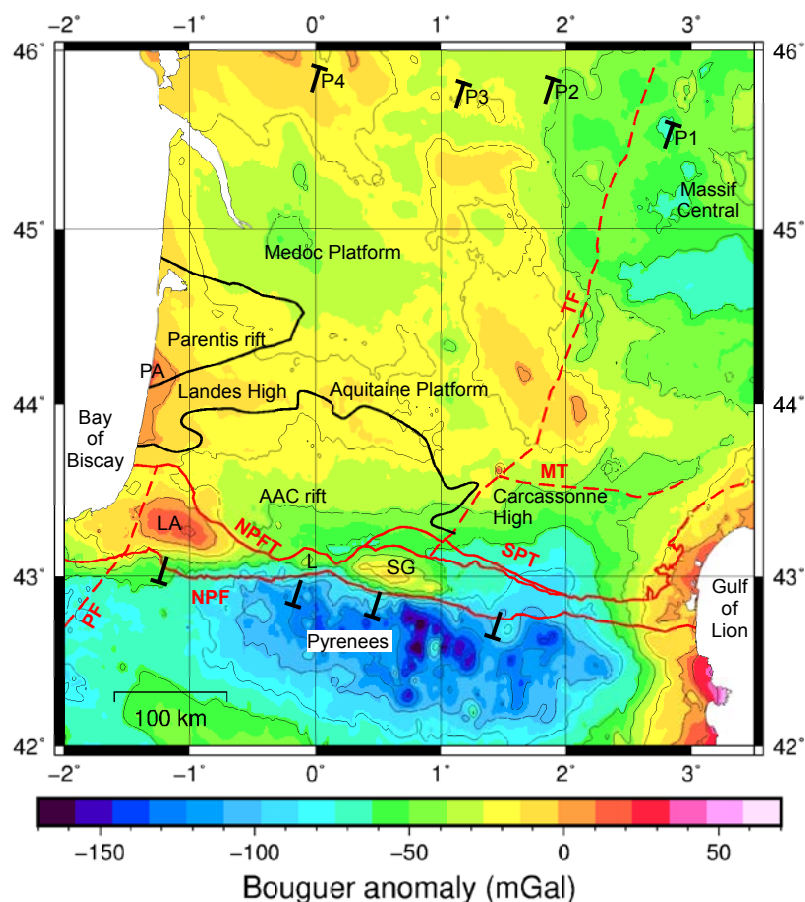 −2° −1° 0° 1° 2° 3°
46° 46°
P4
P3
P2
P1
Massif
Central
45° 45°
Medoc Platform
TF
Parentis rift
PA
Landes High
Aquitaine Platform
44° 44°
Bay
of
Biscay
MT
AAC rift
Carcassonne
High
LA
NPFT
SPT
L
SG
43° 43°
NPF
PF
Gulf
of
Lion
Pyrenees
100 km
42° 42°
−2° −1° 0° 1° 2° 3°
−150 −100 −50 0 50
Bouguer anomaly (mGal)